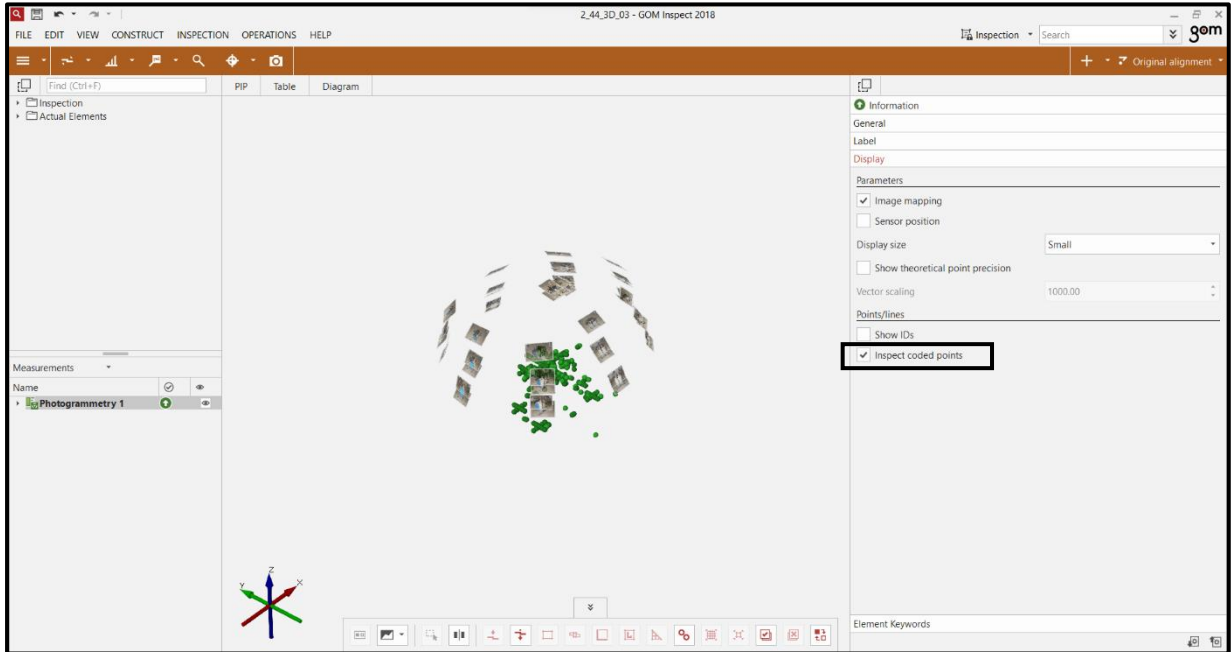 2_44_3D_03 - GOM Inspect 2018
FILE EDIT VIEW CONSTRUCT INSPECTION OPERATIONS HELP
Inspection Search gom
Original alignment
Find (Ctrl+F) PIP Table Diagram
Inspection
Actual Elements
Measurements
Name
Photogrammetry 1
Z
Y X
Information
General
Label
Display
Parameters
Image mapping
Sensor position
Display size Small
Show theoretical point precision
Vector scaling 1000.00
Points/lines
Show IDs
Inspect coded points
Element Keywords